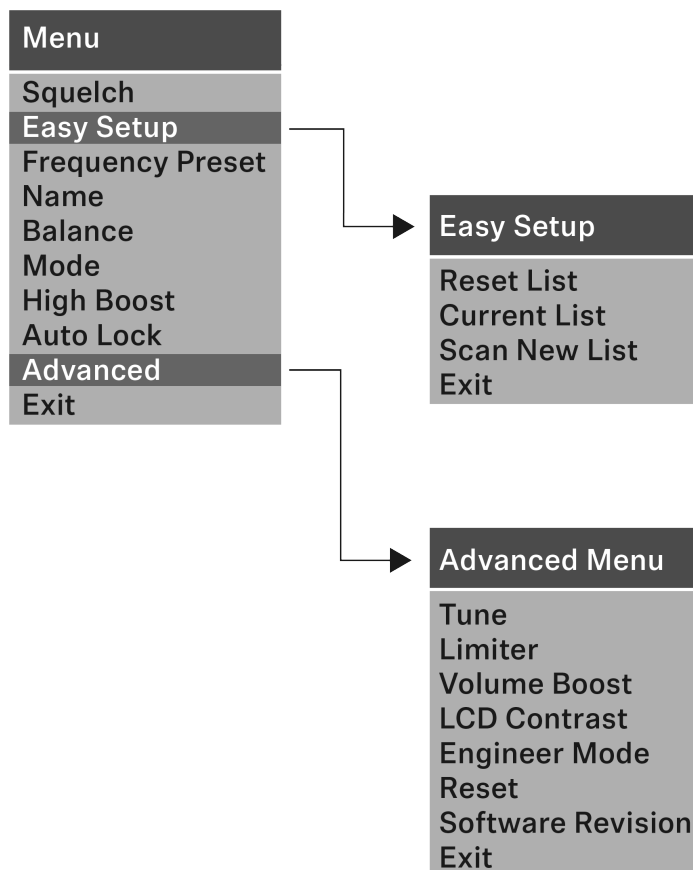 Menu
Squelch
Easy Setup
Frequency Preset
Name
Balance
Mode
High Boost
Auto Lock
Advanced
Exit
Easy Setup
Reset List
Current List
Scan New List
Exit
Advanced Menu
Tune
Limiter
Volume Boost
LCD Contrast
Engineer Mode
Reset
Software Revision
Exit